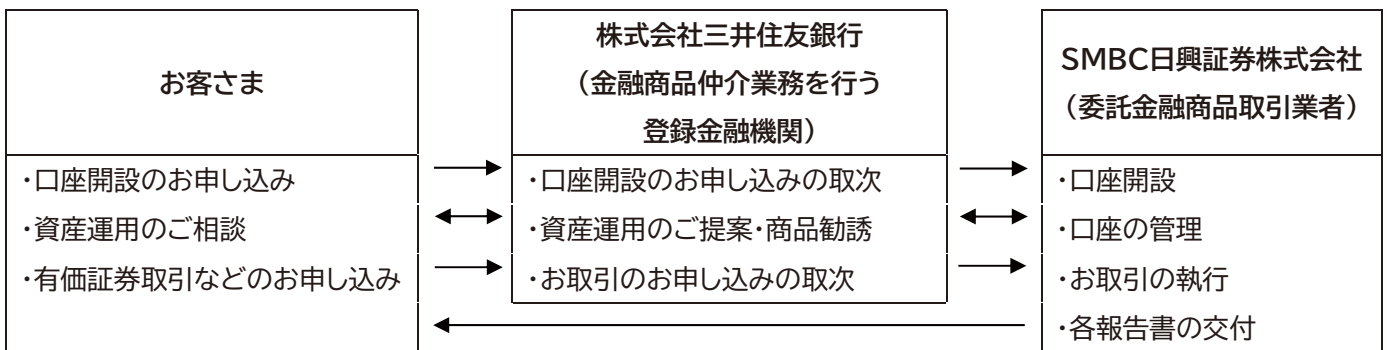 お客さま
株式会社三井住友銀行
（金融商品仲介業務を行う
登録金融機関）
SMBC日興証券株式会社
（委託金融商品取引業者）
・口座開設のお申し込み
・資産運用のご相談
・有価証券取引などのお申し込み
・口座開設のお申し込みの取次
・資産運用のご提案・商品勧誘
・お取引のお申し込みの取次
・口座開設
・口座の管理
・お取引の執行
・各報告書の交付